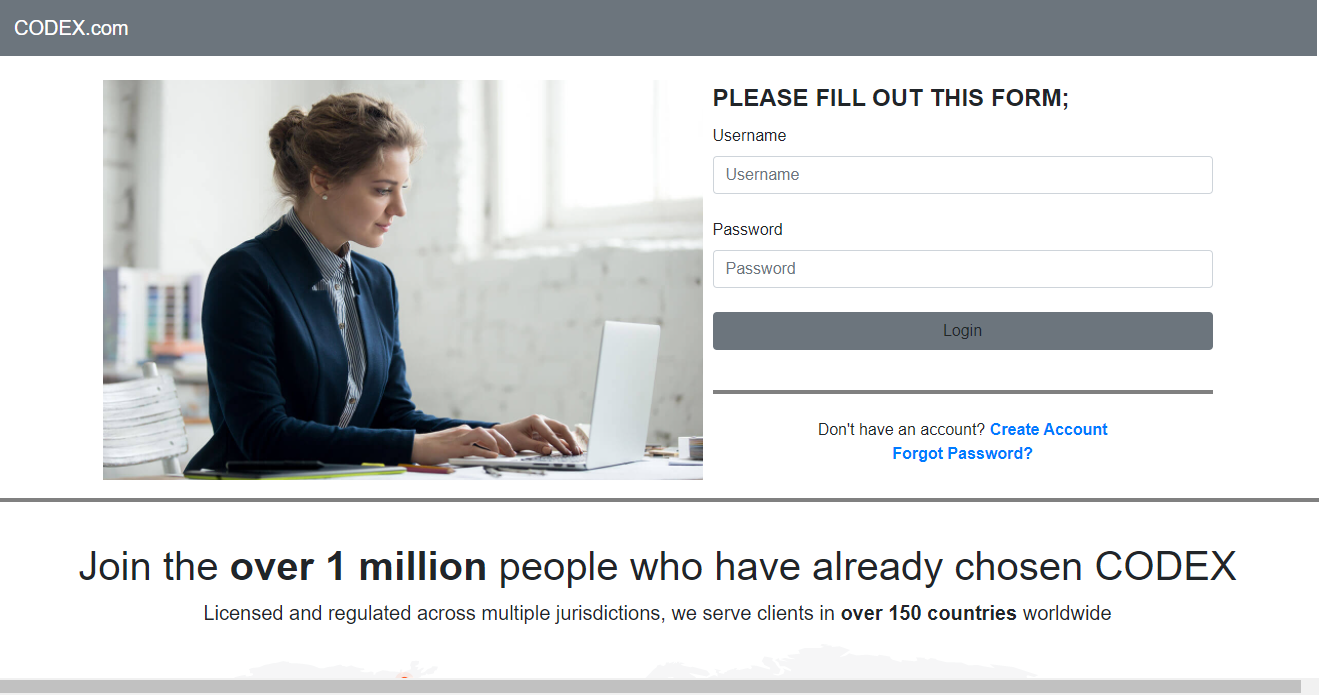 CODEX.com
PLEASE FILL OUT THIS FORM;
Username
Username
Password
Password
Login
Don't have an account? Create Account
Forgot Password?
Join the over 1 million people who have already chosen CODEX
Licensed and regulated across multiple jurisdictions, we serve clients in over 150 countries worldwide